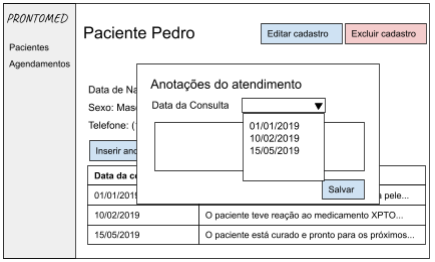 PRONTOMED
Pacientes
Agendamentos
Paciente Pedro
Editar cadastro
Excluir cadastro
Data de Na
Sexo: Mas
Telefone: (
Inserir ano
Anotações do atendimento
Data da Consulta
01/01/2019
10/02/2019
15/05/2019
Salvar
Data da co
01/01/201
a pele...
10/02/2019
O paciente teve reação ao medicamento XPTO...
15/05/2019
O paciente está curado e pronto para os próximos...